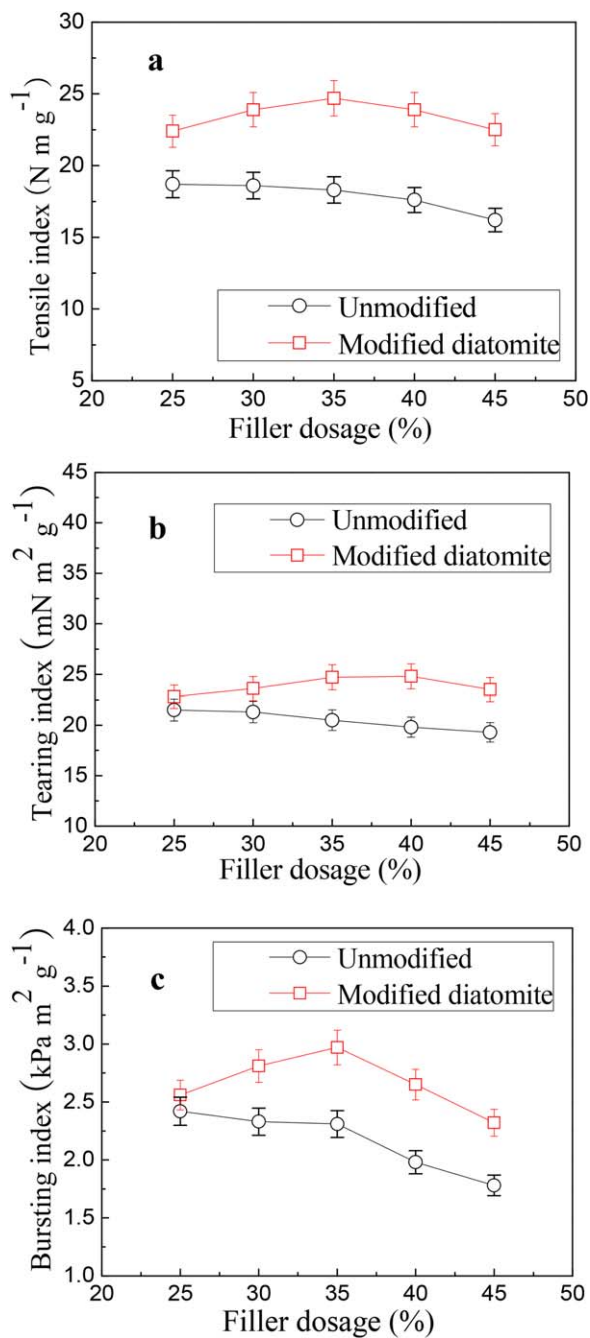 30
a
25
20
15
10
5
Tensile index (N m g⁻¹)
Unmodified
Modified diatomite
20 25 30 35 40 45 50
Filler dosage (%)
45
40
35
30
25
20
15
10
b
Tearing index (mN m² g⁻¹)
Unmodified
Modified diatomite
20 25 30 35 40 45 50
Filler dosage (%)
4.0
3.5
3.0
2.5
2.0
1.5
1.0
c
Bursting index (kPa m² g⁻¹)
Unmodified
Modified diatomite
20 25 30 35 40 45 50
Filler dosage (%)